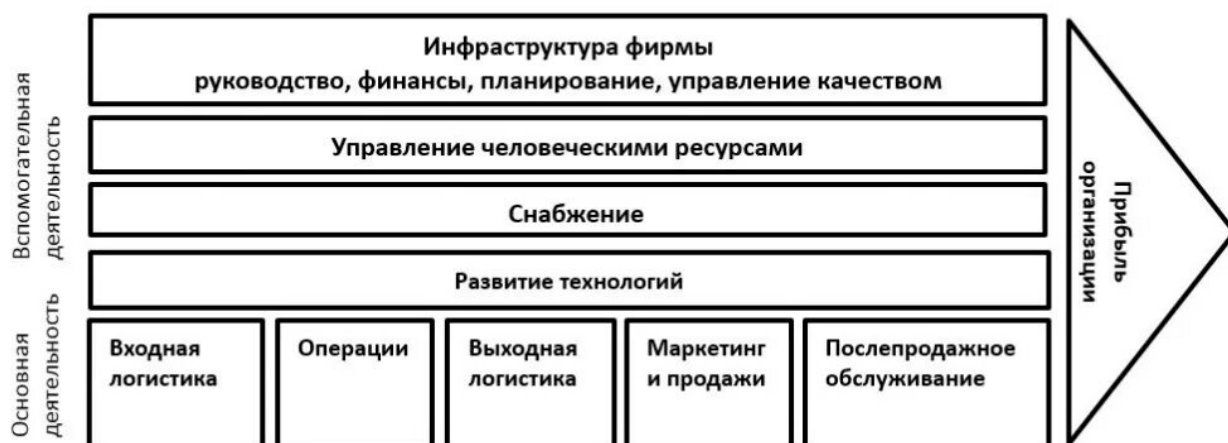 Вспомогательная
деятельность
Инфраструктура фирмы
руководство, финансы, планирование, управление качеством
Управление человеческими ресурсами
Снабжение
Развитие технологий
Основная
деятельность
Входная
логистика
Операции
Выходная
логистика
Маркетинг
и продажи
Послепродажное
обслуживание
Прибыль
организации